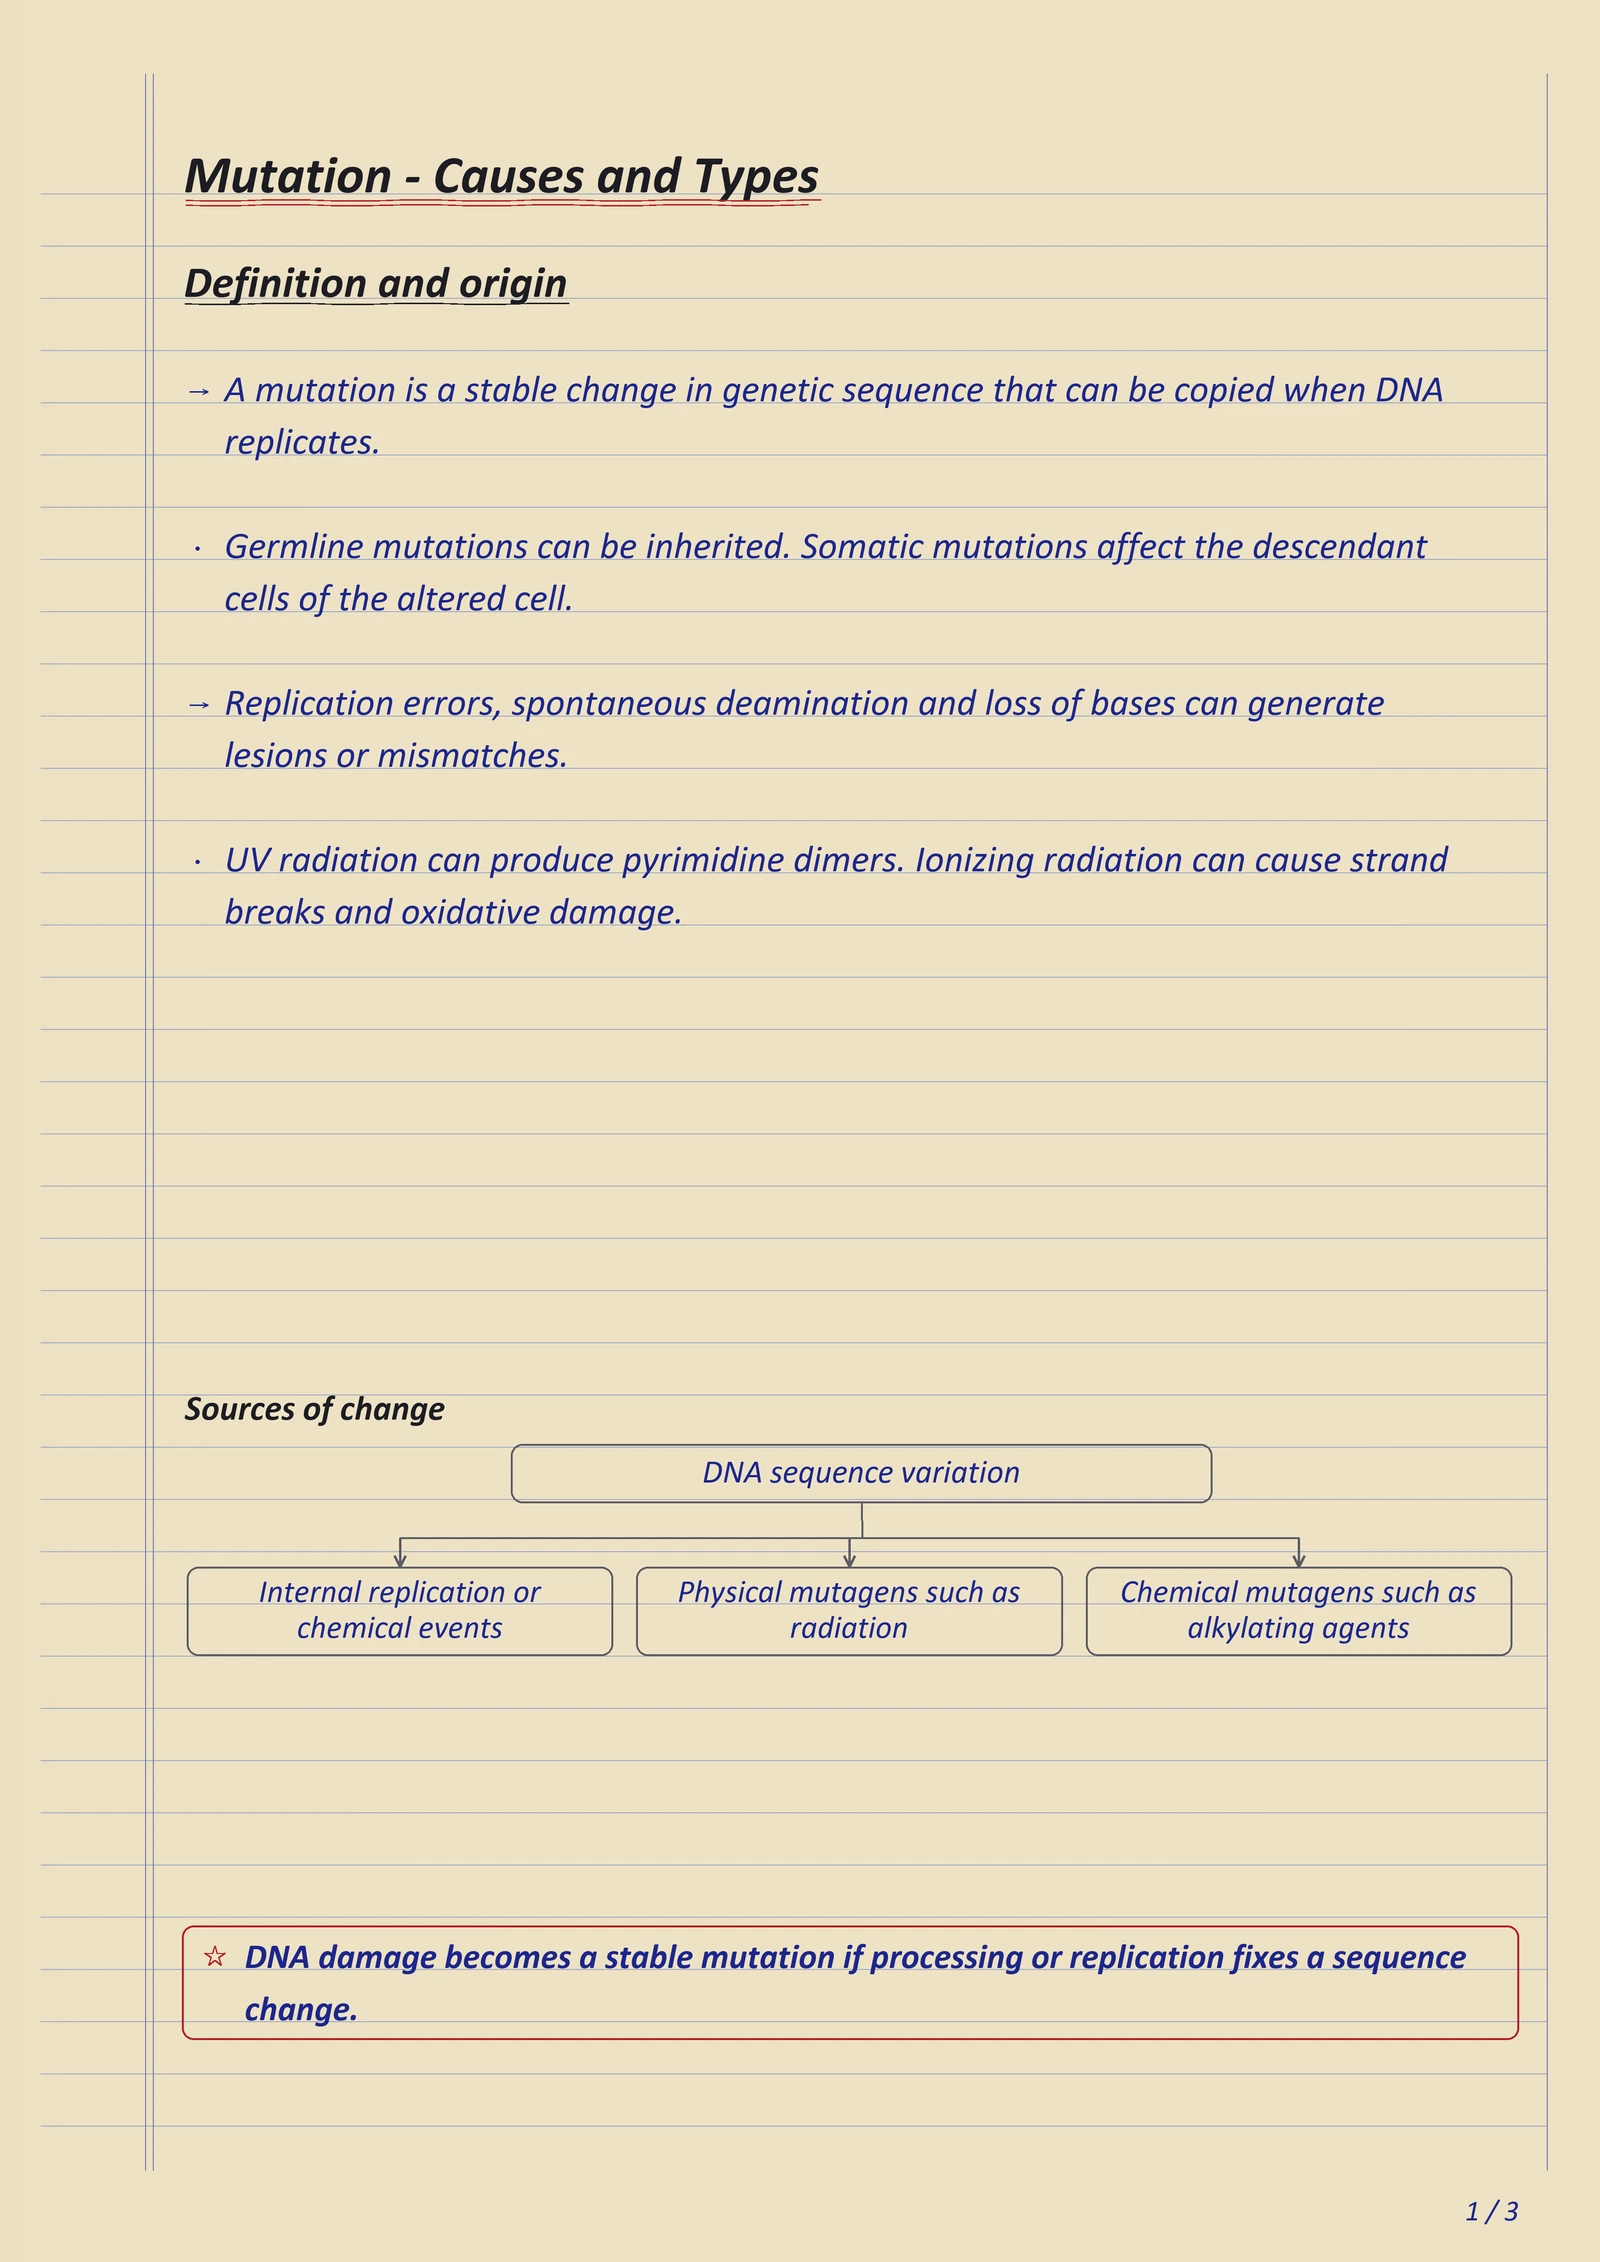 Mutation - Causes and Types
Definition and origin
→ A mutation is a stable change in genetic sequence that can be copied when DNA
replicates.
· Germline mutations can be inherited. Somatic mutations affect the descendant
cells of the altered cell.
→ Replication errors, spontaneous deamination and loss of bases can generate
lesions or mismatches.
· UV radiation can produce pyrimidine dimers. Ionizing radiation can cause strand
breaks and oxidative damage.
Sources of change
DNA sequence variation
Internal replication or
chemical events
Physical mutagens such as
radiation
Chemical mutagens such as
alkylating agents
☆ DNA damage becomes a stable mutation if processing or replication fixes a sequence
change.
1 / 3